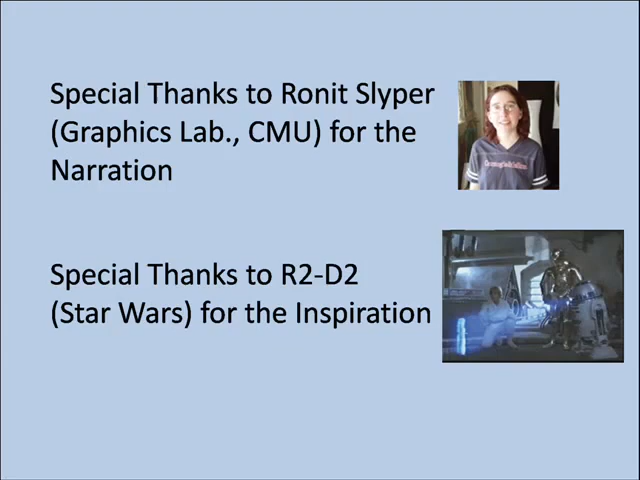 Special Thanks to Ronit Slyper
(Graphics Lab., CMU) for the
Narration
Special Thanks to R2-D2
(Star Wars) for the Inspiration